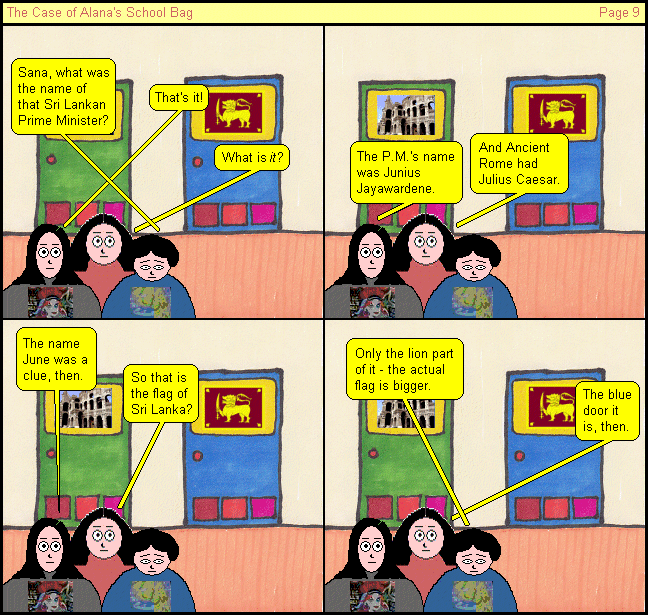 The Case of Alana's School Bag
Page 9
Sana, what was
the name of
that Sri Lankan
Prime Minister?
That's it!
What is it?
The P.M.'s name
was Junius
Jayawardene.
And Ancient
Rome had
Julius Caesar.
The name
June was a
clue, then.
So that is
the flag of
Sri Lanka?
Only the lion part
of it - the actual
flag is bigger.
The blue
door it
is, then.